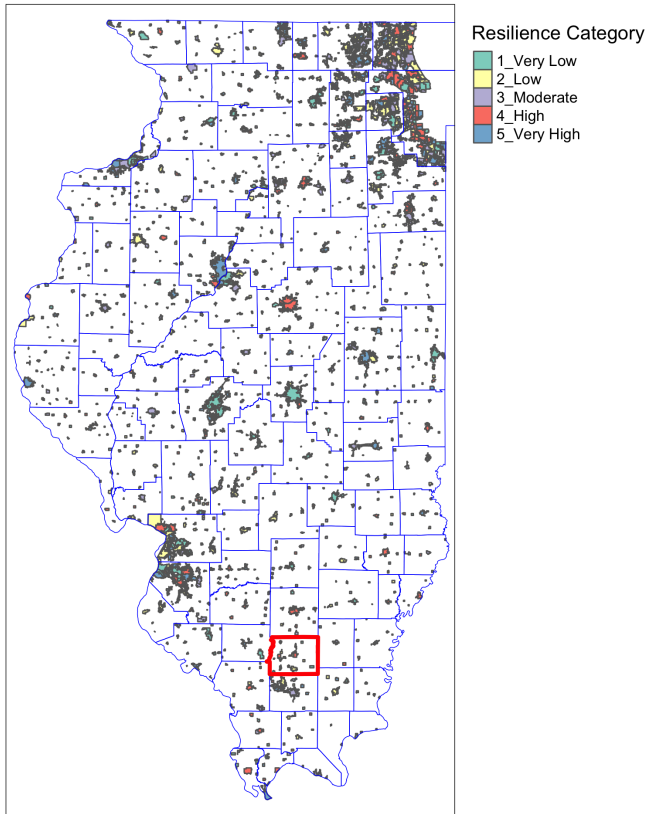 Resilience Category
1_Very Low
2_Low
3_Moderate
4_High
5_Very High